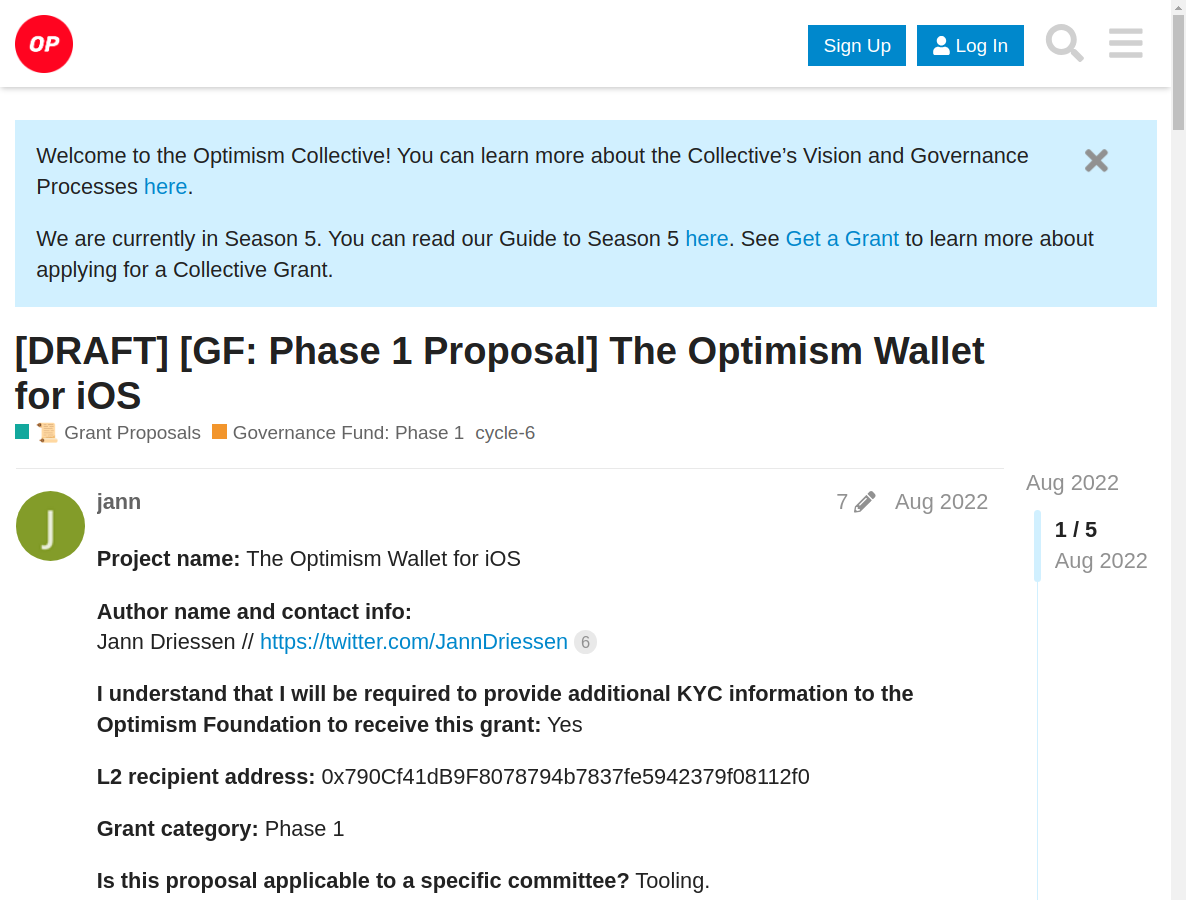 OP
Sign Up
Log In
Welcome to the Optimism Collective! You can learn more about the Collective’s Vision and Governance
Processes here.
We are currently in Season 5. You can read our Guide to Season 5 here. See Get a Grant to learn more about
applying for a Collective Grant.
[DRAFT] [GF: Phase 1 Proposal] The Optimism Wallet
for iOS
Grant Proposals Governance Fund: Phase 1 cycle-6
J
jann
7 Aug 2022
Project name: The Optimism Wallet for iOS
Author name and contact info:
Jann Driessen // https://twitter.com/JannDriessen 6
I understand that I will be required to provide additional KYC information to the
Optimism Foundation to receive this grant: Yes
L2 recipient address: 0x790Cf41dB9F8078794b7837fe5942379f08112f0
Grant category: Phase 1
Is this proposal applicable to a specific committee? Tooling.
Aug 2022
1 / 5
Aug 2022